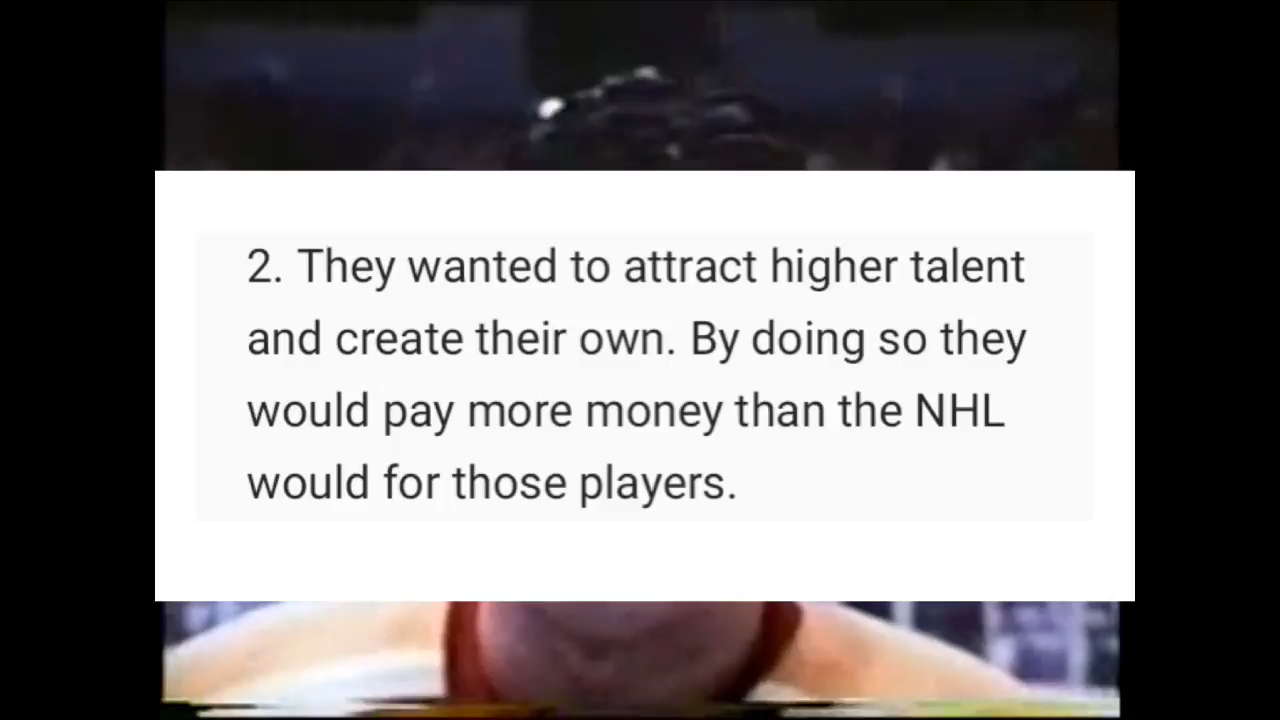 2. They wanted to attract higher talent
and create their own. By doing so they
would pay more money than the NHL
would for those players.